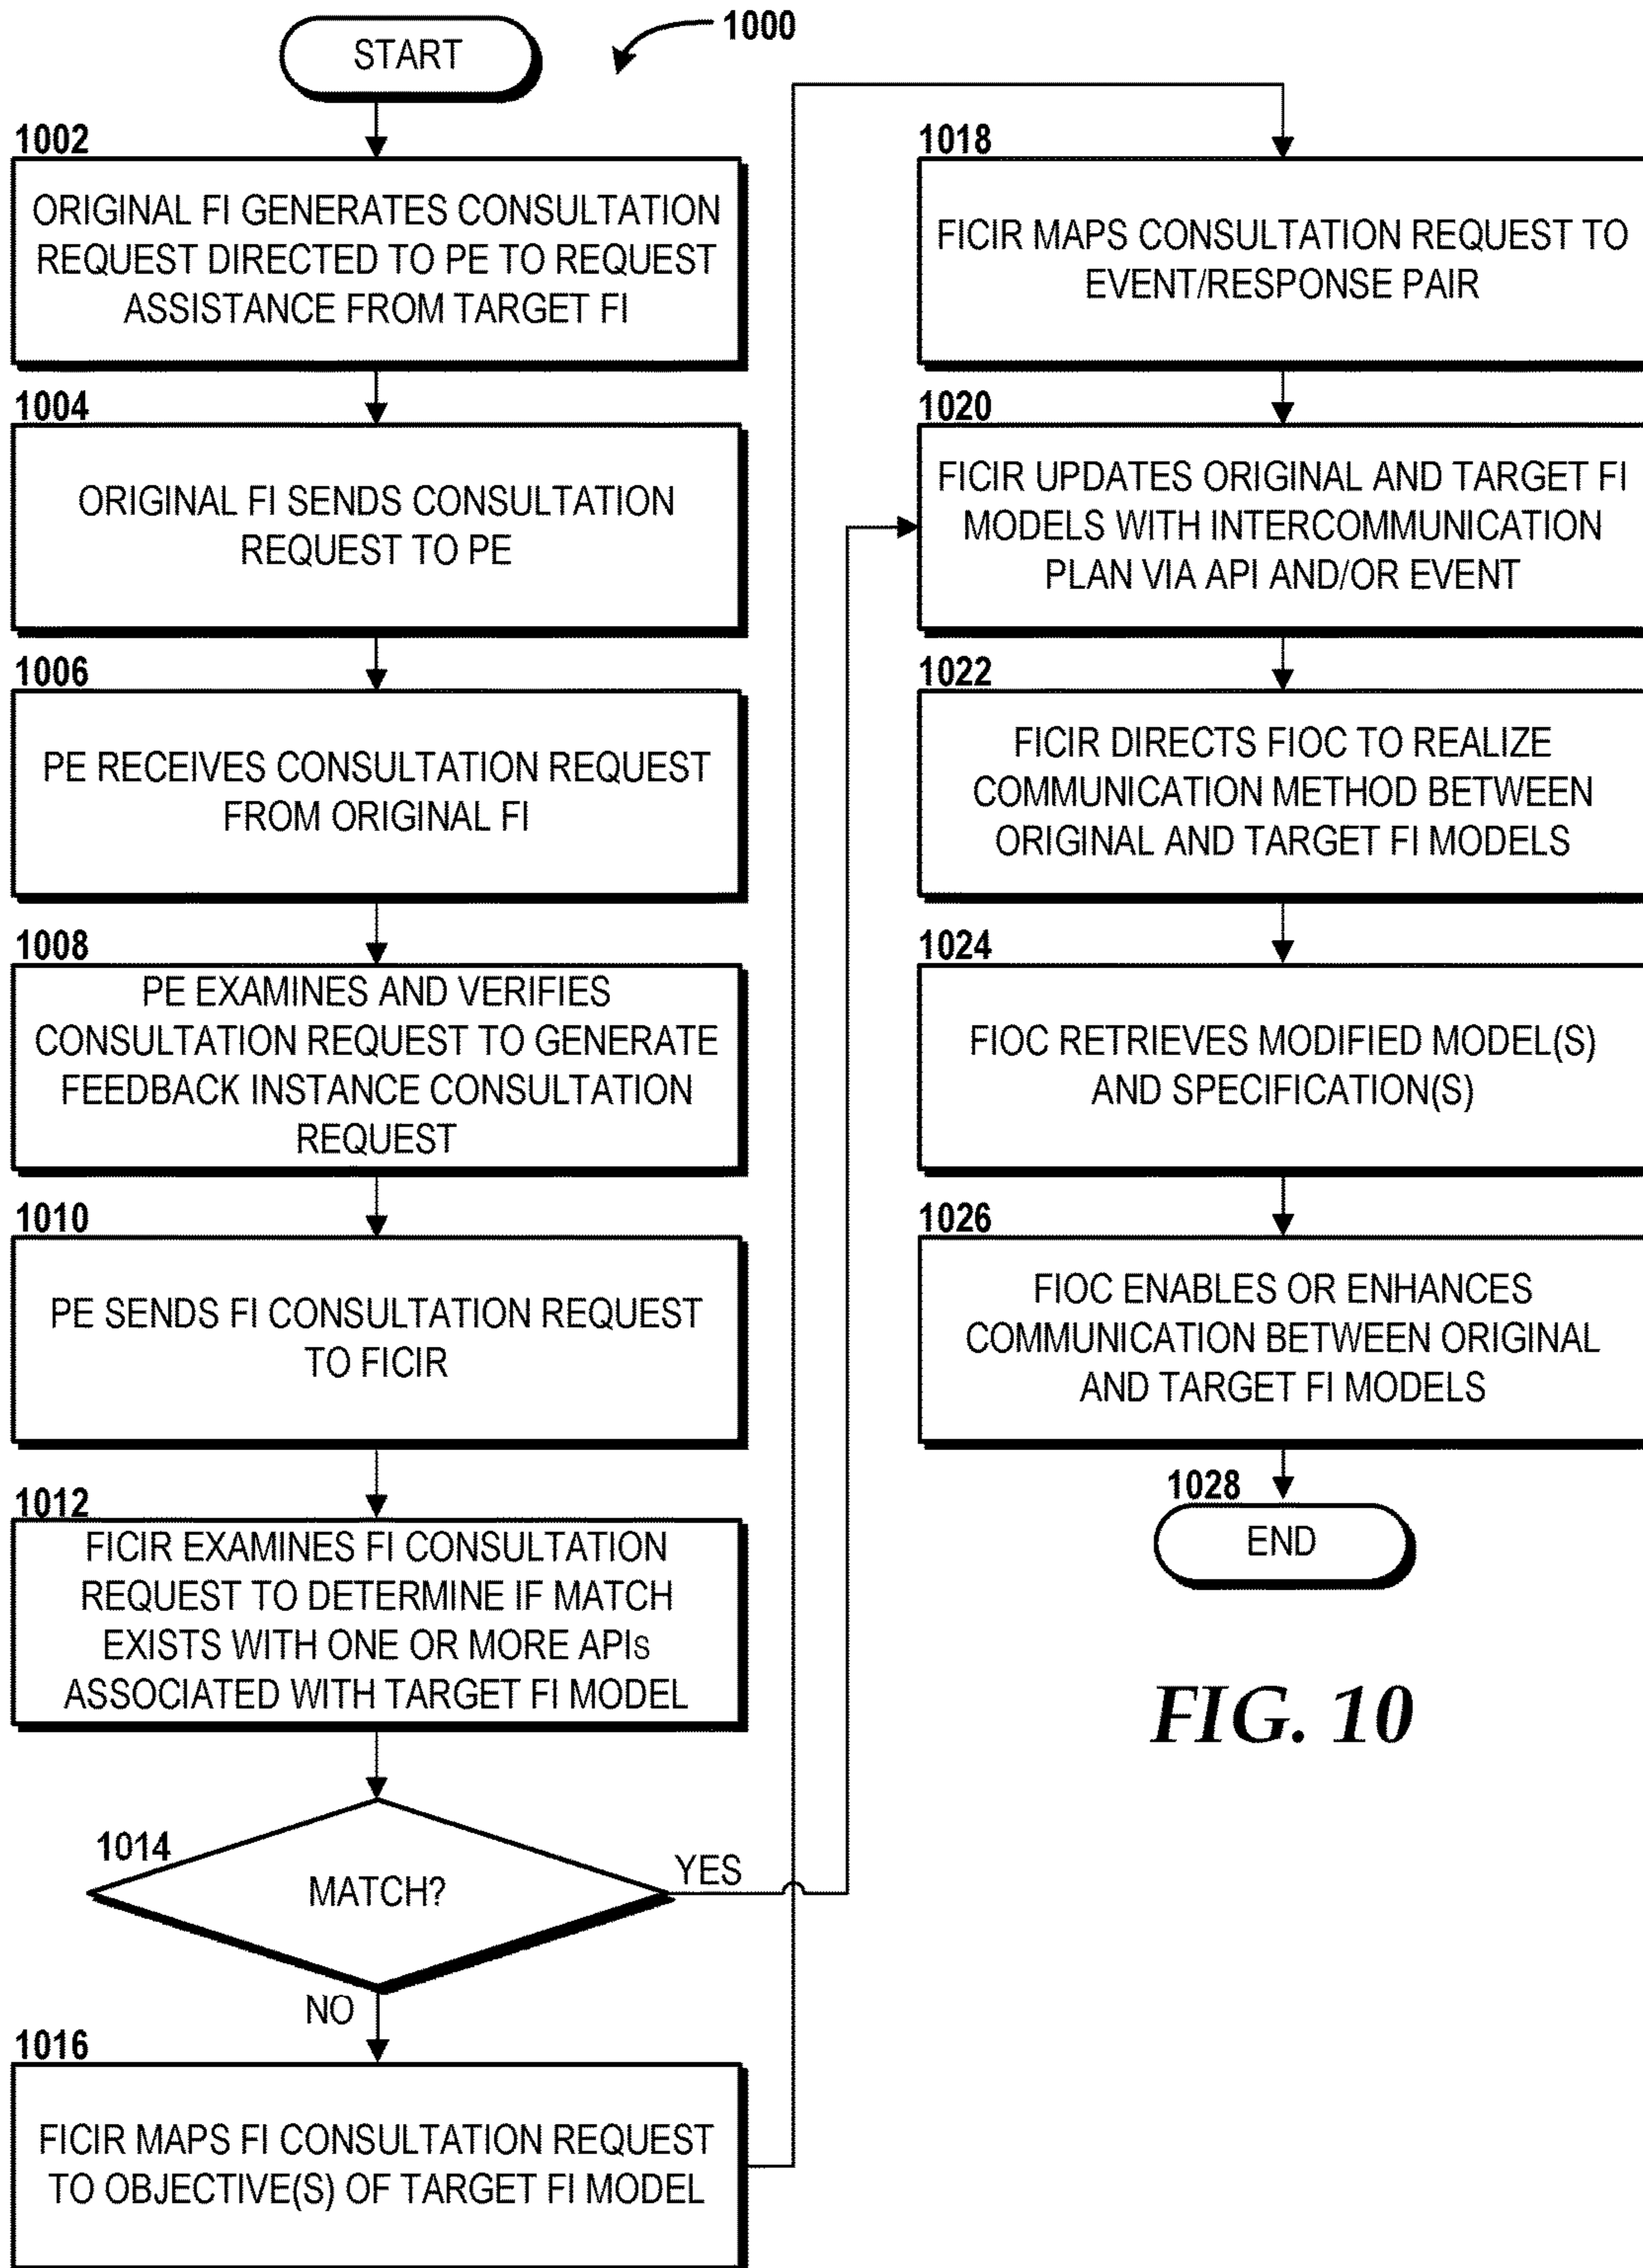 START
1000
1002
ORIGINAL FI GENERATES CONSULTATION
REQUEST DIRECTED TO PE TO REQUEST
ASSISTANCE FROM TARGET FI
1004
ORIGINAL FI SENDS CONSULTATION
REQUEST TO PE
1006
PE RECEIVES CONSULTATION REQUEST
FROM ORIGINAL FI
1008
PE EXAMINES AND VERIFIES
CONSULTATION REQUEST TO GENERATE
FEEDBACK INSTANCE CONSULTATION
REQUEST
1010
PE SENDS FI CONSULTATION REQUEST
TO FICIR
1012
FICIR EXAMINES FI CONSULTATION
REQUEST TO DETERMINE IF MATCH
EXISTS WITH ONE OR MORE APIs
ASSOCIATED WITH TARGET FI MODEL
1014
MATCH?
YES
NO
1016
FICIR MAPS FI CONSULTATION REQUEST
TO OBJECTIVE(S) OF TARGET FI MODEL
1018
FICIR MAPS CONSULTATION REQUEST TO
EVENT/RESPONSE PAIR
1020
FICIR UPDATES ORIGINAL AND TARGET FI
MODELS WITH INTERCOMMUNICATION
PLAN VIA API AND/OR EVENT
1022
FICIR DIRECTS FIOC TO REALIZE
COMMUNICATION METHOD BETWEEN
ORIGINAL AND TARGET FI MODELS
1024
FIOC RETRIEVES MODIFIED MODEL(S)
AND SPECIFICATION(S)
1026
FIOC ENABLES OR ENHANCES
COMMUNICATION BETWEEN ORIGINAL
AND TARGET FI MODELS
1028
END
FIG. 10